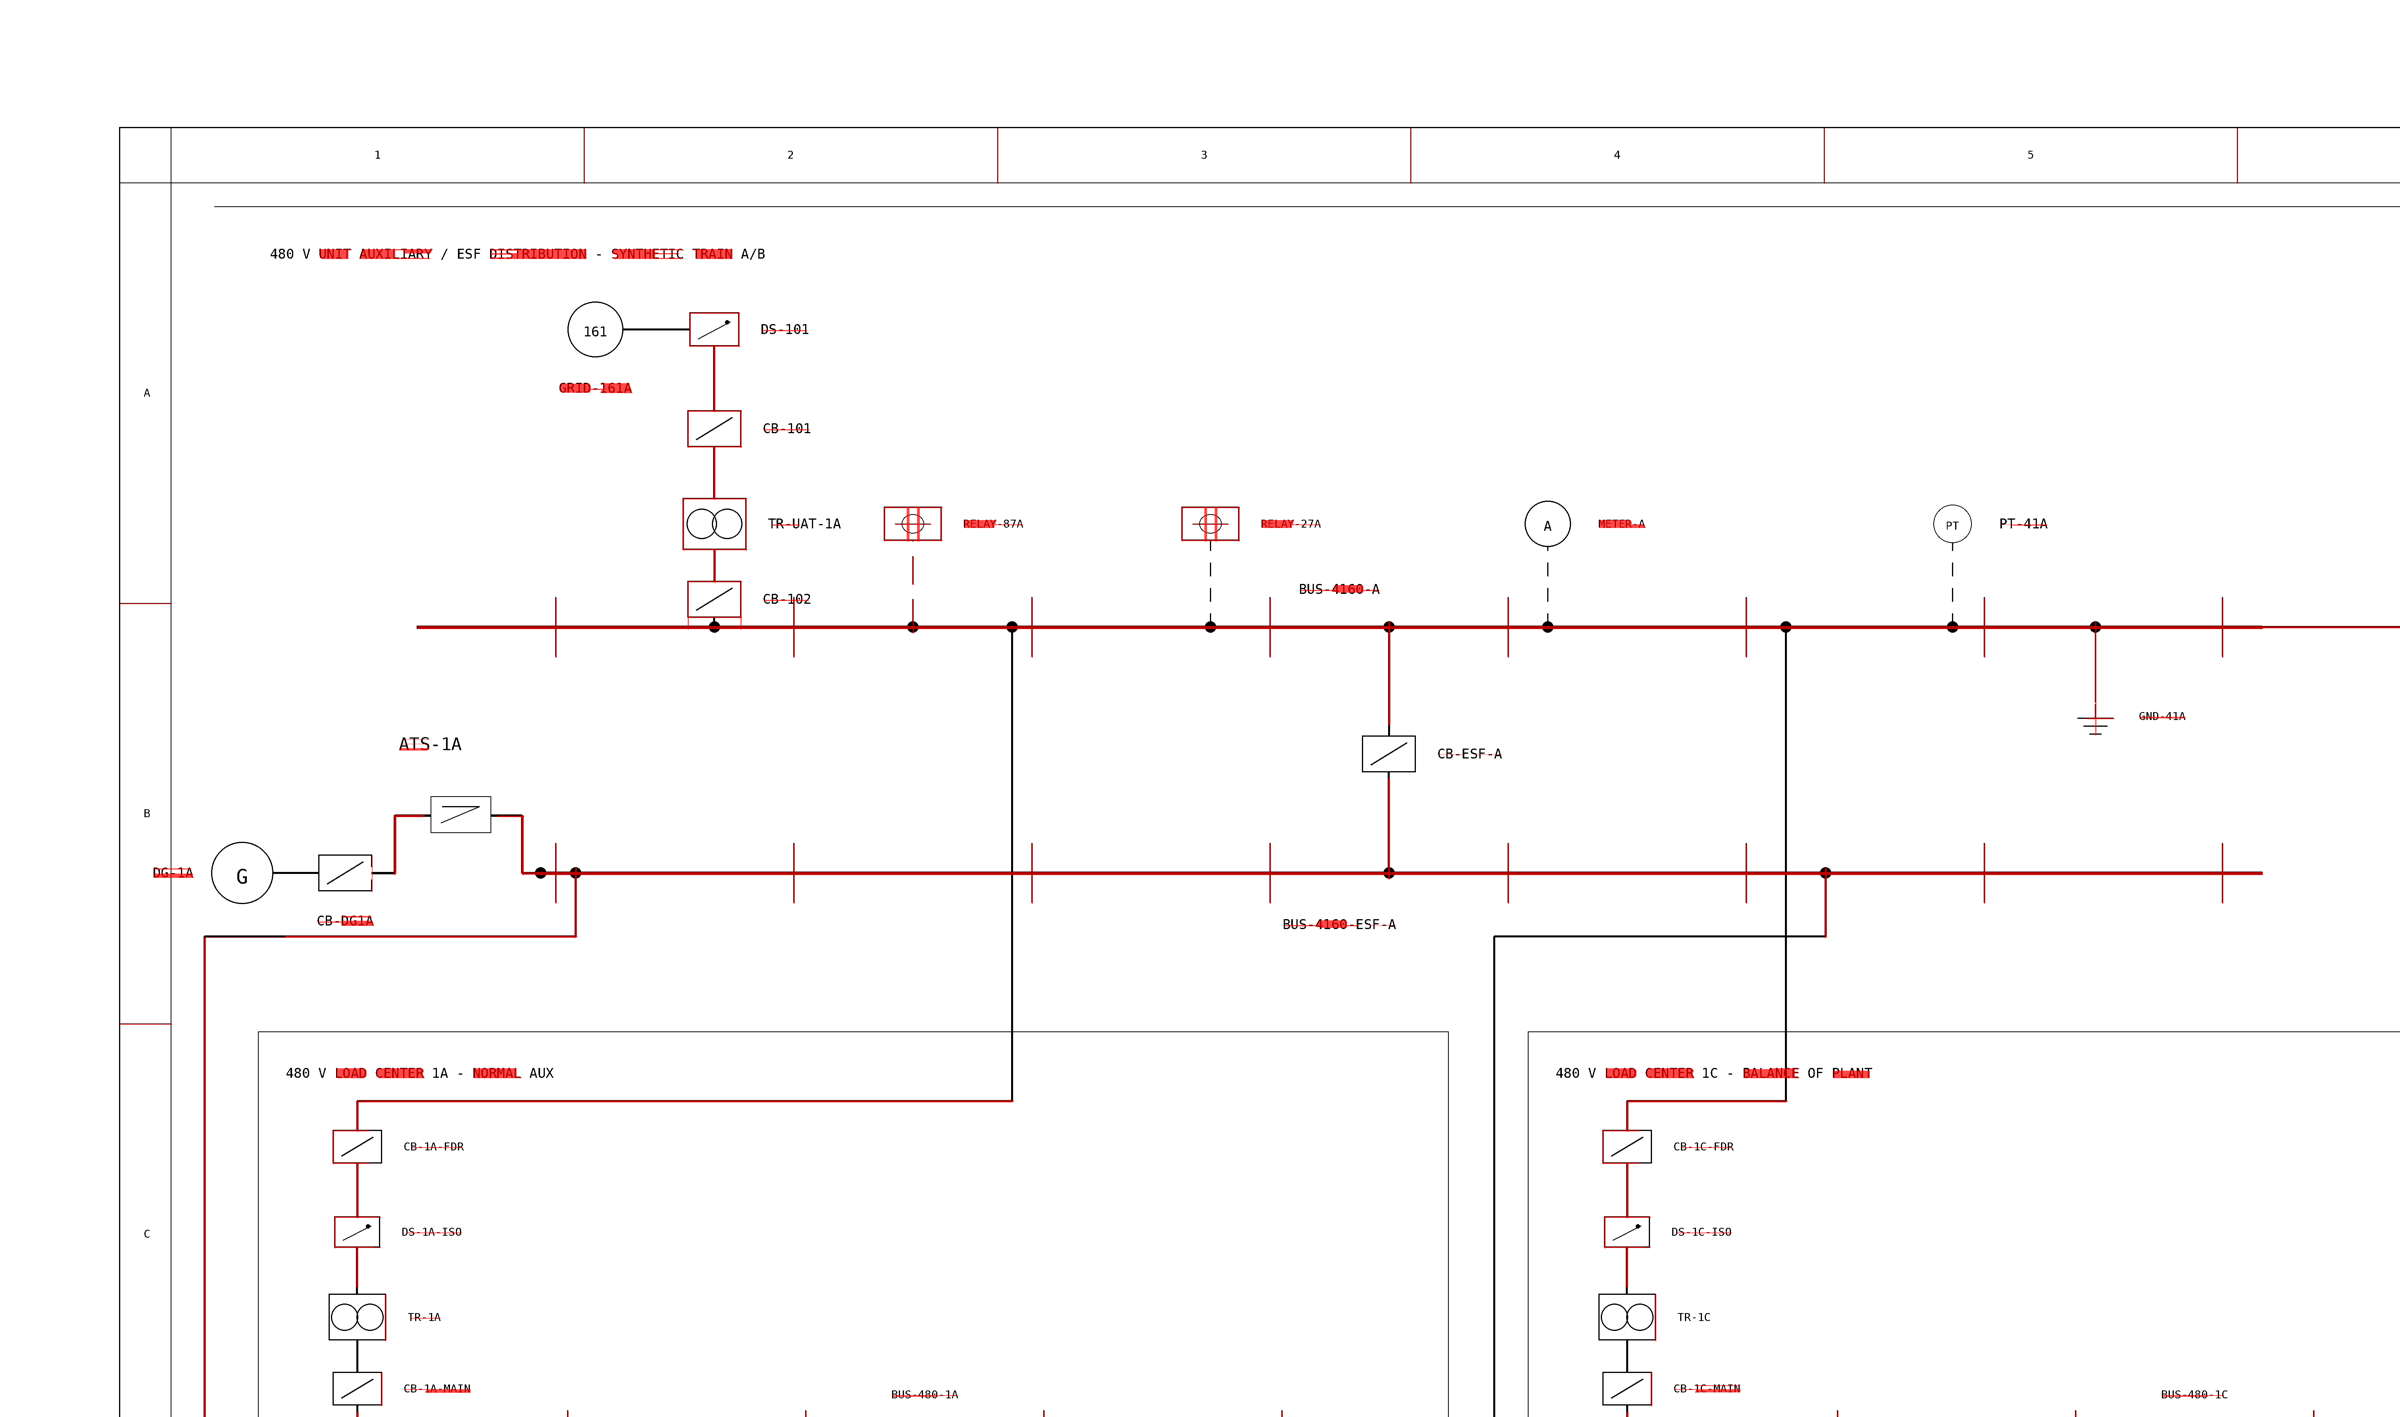 1 2 3 4 5
480 V UNIT AUXILIARY / ESF DISTRIBUTION - SYNTHETIC TRAIN A/B
161 DS-101
GRID-161A
A
CB-101
TR-UAT-1A RELAY-87A RELAY-27A A METER-A PT PT-41A
BUS-4160-A
CB-102
GND-41A
ATS-1A
CB-ESF-A
B
DG-1A G
CB-DG1A BUS-4160-ESF-A
480 V LOAD CENTER 1A - NORMAL AUX 480 V LOAD CENTER 1C - BALANCE OF PLANT
CB-1A-FDR CB-1C-FDR
C DS-1A-ISO DS-1C-ISO
TR-1A TR-1C
CB-1A-MAIN CB-1C-MAIN
BUS-480-1A BUS-480-1C